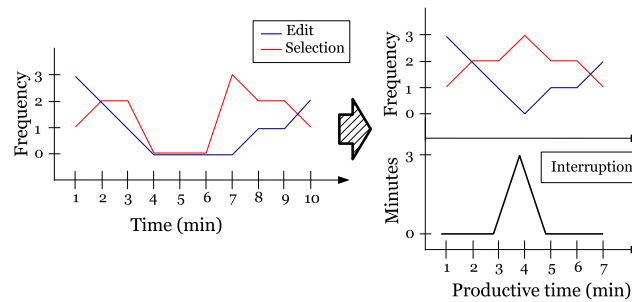 Edit
Selection
Frequency
3
2
1
0
1 2 3 4 5 6 7 8 9 10
Time (min)
Frequency
3
2
1
0
Minutes
3
0
Interruption
1 2 3 4 5 6 7
Productive time (min)